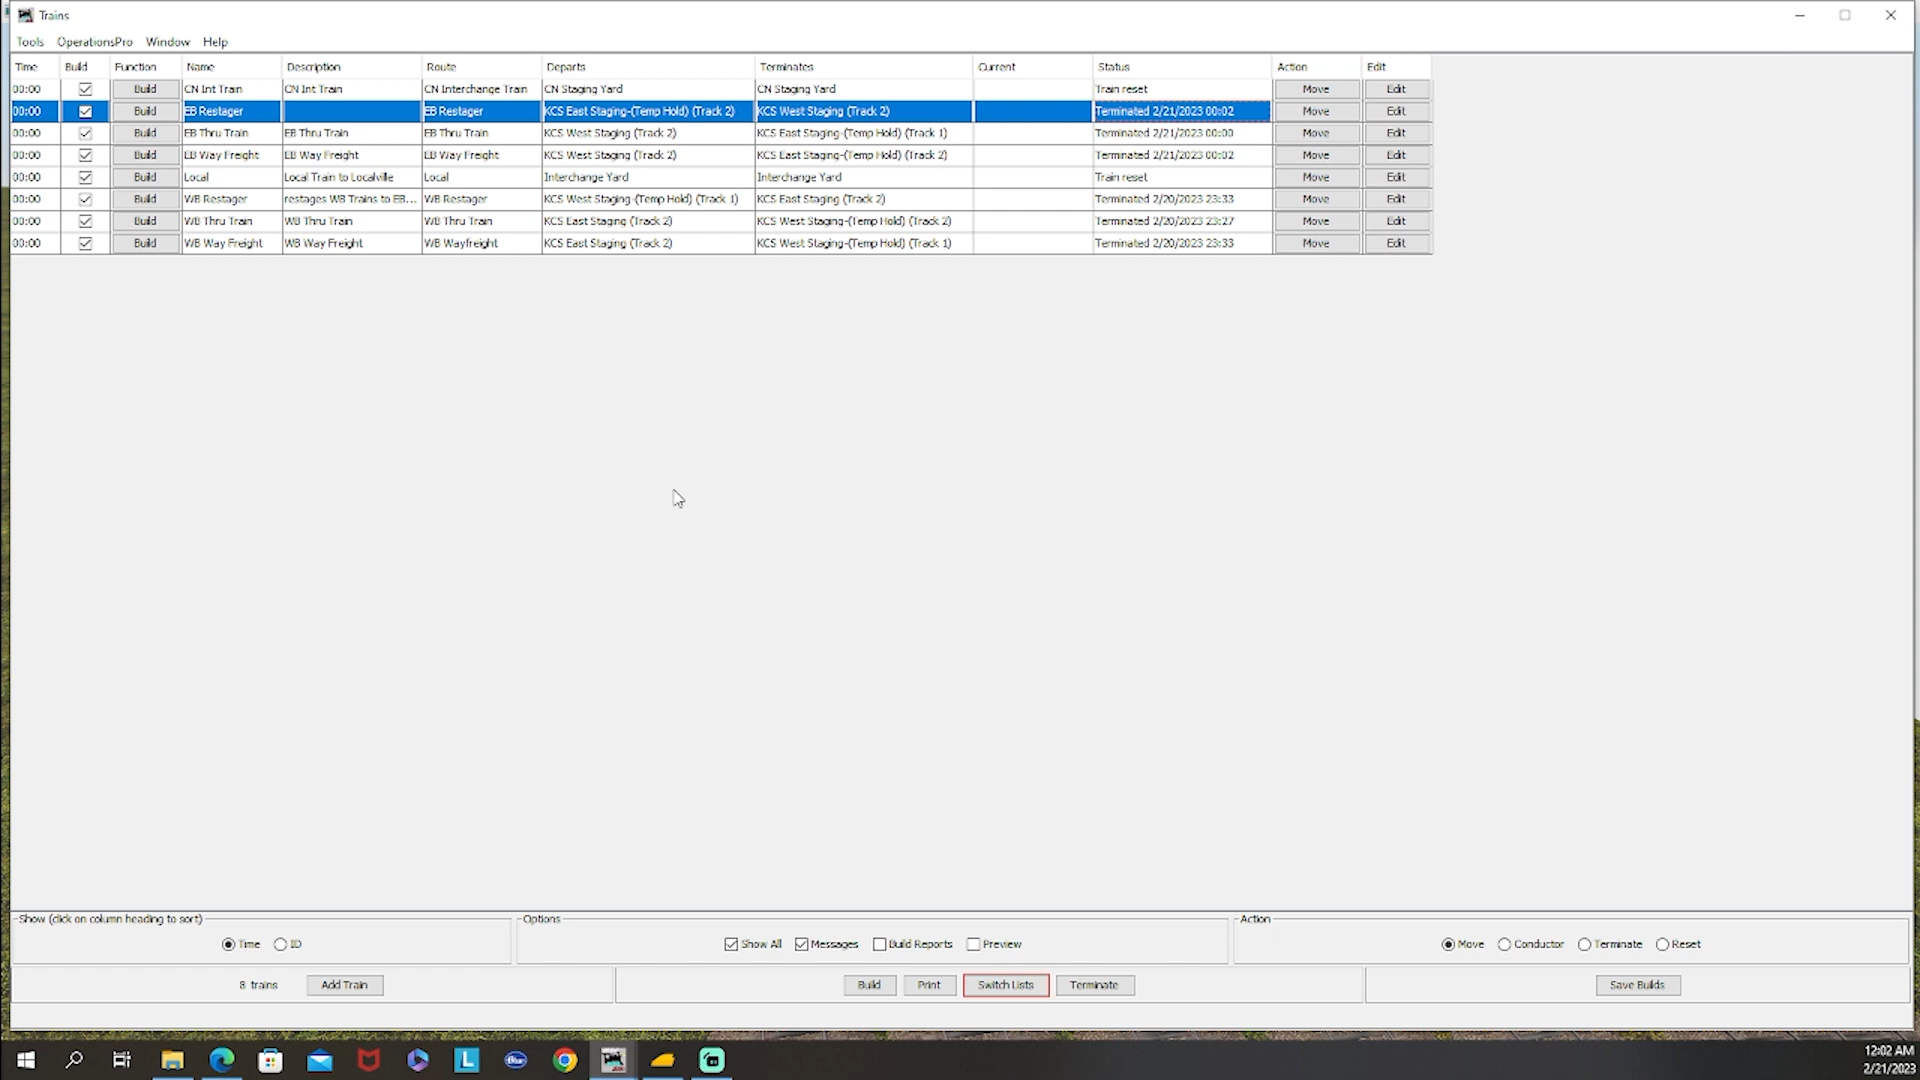 Trains
Tools OperationsPro Window Help
Time Build Function Name Description Route Departs Terminates Current Status Action Edit
00:00 Build CN Int Train CN Int Train CN Interchange Train CN Staging Yard CN Staging Yard Train reset Move Edit
00:00 Build EB Restager EB Restager KCS East Staging-(Temp Hold) (Track 2) KCS West Staging (Track 2) Terminated 2/21/2023 00:02 Move Edit
00:00 Build EB Thru Train EB Thru Train EB Thru Train KCS West Staging (Track 2) KCS East Staging-(Temp Hold) (Track 1) Terminated 2/21/2023 00:00 Move Edit
00:00 Build EB Way Freight EB Way Freight EB Way Freight KCS West Staging (Track 2) KCS East Staging-(Temp Hold) (Track 2) Terminated 2/21/2023 00:02 Move Edit
00:00 Build Local Local Train to Localville Local Interchange Yard Interchange Yard Train reset Move Edit
00:00 Build WB Restager restages WB Trains to EB... WB Restager KCS West Staging-(Temp Hold) (Track 1) KCS East Staging (Track 2) Terminated 2/20/2023 23:33 Move Edit
00:00 Build WB Thru Train WB Thru Train WB Thru Train KCS East Staging (Track 2) KCS West Staging-(Temp Hold) (Track 2) Terminated 2/20/2023 23:27 Move Edit
00:00 Build WB Way Freight WB Way Freight WB Wayfreight KCS East Staging (Track 2) KCS West Staging-(Temp Hold) (Track 1) Terminated 2/20/2023 23:33 Move Edit
Show (click on column heading to sort) Options Action
Time ID Show All Messages Build Reports Preview Move Conductor Terminate Reset
8 trains Add Train Build Print Switch Lists Terminate Save Builds
L Blue
12:02 AM
2/21/2023